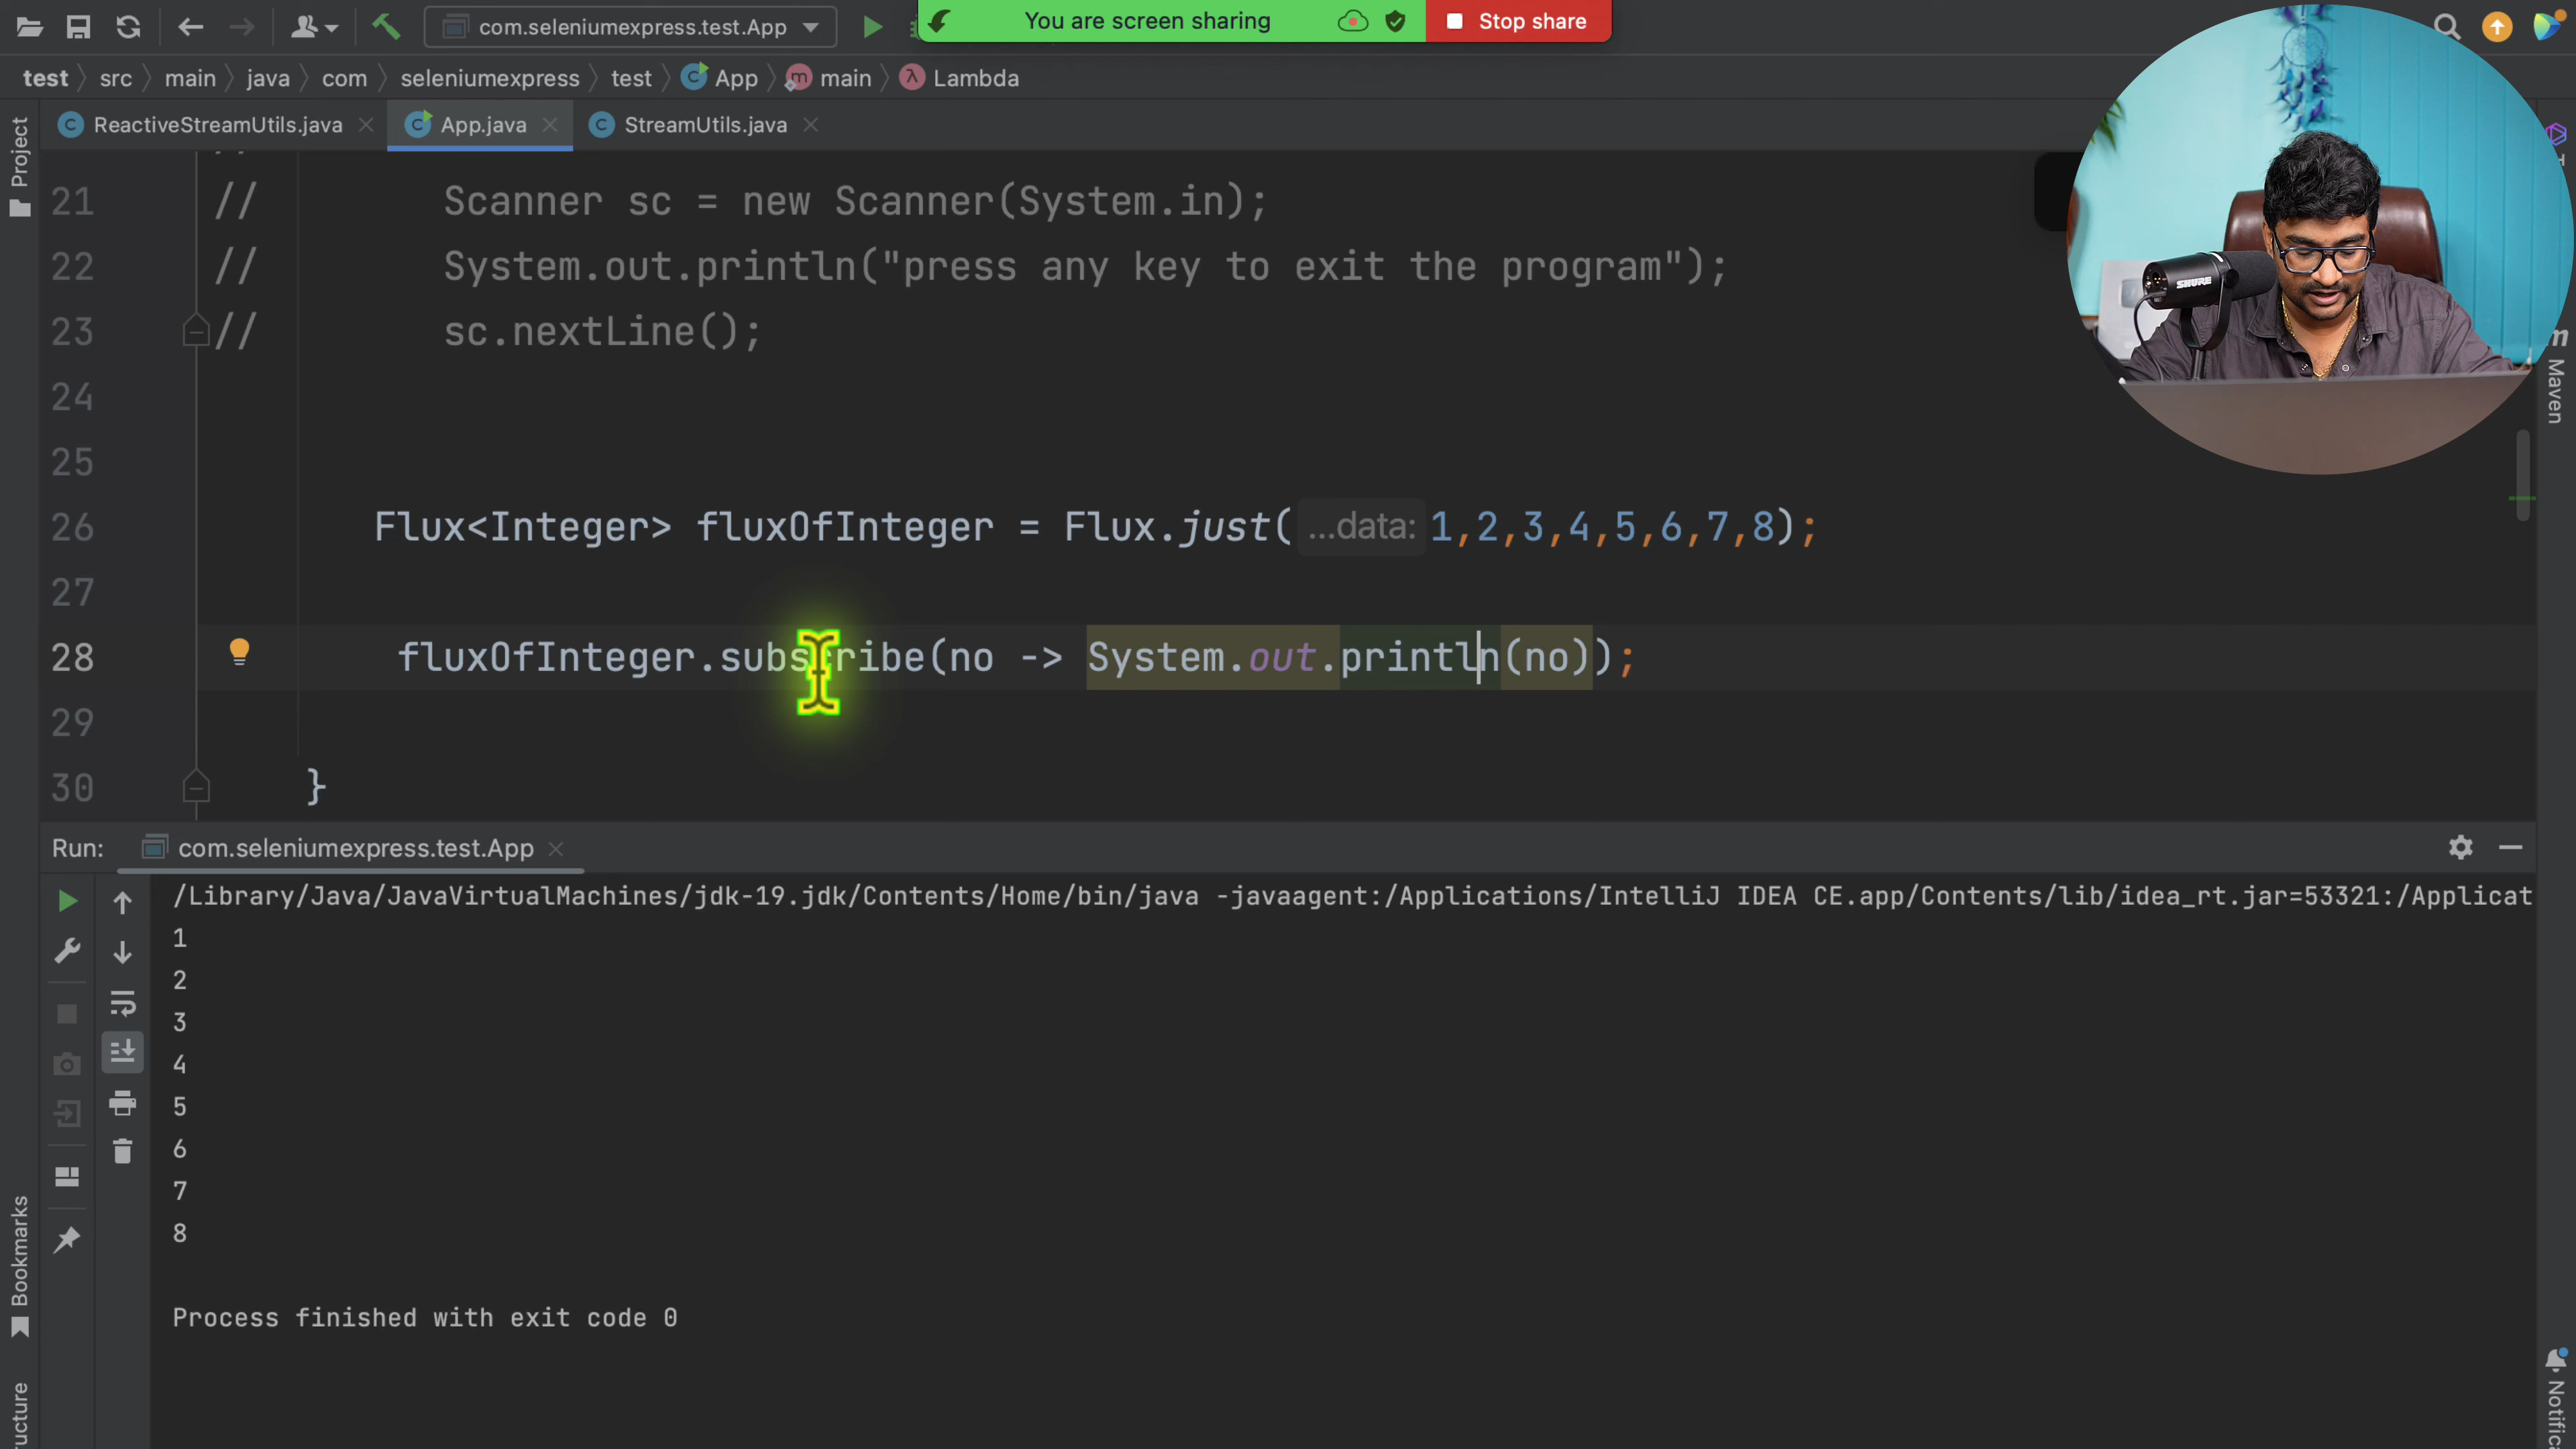 com.seleniumexpress.test.App
You are screen sharing
Stop share
test src main java com seleniumexpress test App main Lambda
ReactiveStreamUtils.java
App.java
StreamUtils.java
Project
Maven
21 // Scanner sc = new Scanner(System.in);
22 // System.out.println("press any key to exit the program");
23 // sc.nextLine();
24
25
26 Flux<Integer> fluxOfInteger = Flux.just( ...data: 1,2,3,4,5,6,7,8);
27
28 fluxOfInteger.subscribe(no -> System.out.println(no));
29
30 }
SHURE
Run: com.seleniumexpress.test.App
/Library/Java/JavaVirtualMachines/jdk-19.jdk/Contents/Home/bin/java -javaagent:/Applications/IntelliJ IDEA CE.app/Contents/lib/idea_rt.jar=53321:/Applicat
1
2
3
4
5
6
7
8
Process finished with exit code 0
Bookmarks
ructure
Notific